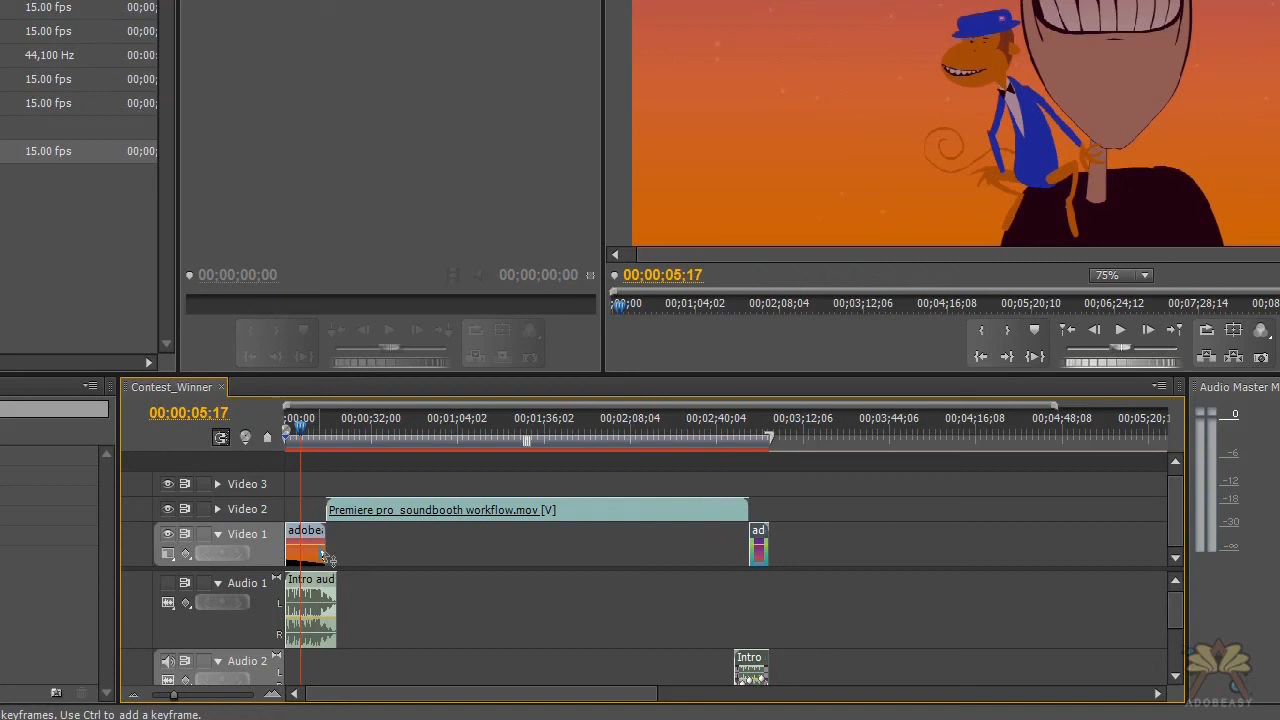 15.00 fps 00;00;
15.00 fps 00;00;
44,100 Hz 00:00:
15.00 fps 00;00;
15.00 fps 00;00;
15.00 fps 00;00;
00;00;00;00 00;00;00;00
00:00:05:17 75%
;00;00 00;01;04;02 00;02;08;04 00;03;12;06 00;04;16;08 00;05;20;10 00;06;24;12 00;07;28;14 00;08
Contest_Winner × Audio Master M
00:00:05:17
:00;00 00;00;32;00 00;01;04;02 00;01;36;02 00;02;08;04 00;02;40;04 00;03;12;06 00;03;44;06 00;04;16;08 00;04;48;08 00;05;20;1
0
-6
-12
-18
-30
-∞
Video 3
Video 2 Premiere pro_soundbooth workflow.mov [V]
Video 1 adobe ad
Audio 1 Intro aud
L
R
Audio 2 Intro
L
ADOBEASY
keyframes. Use Ctrl to add a keyframe.